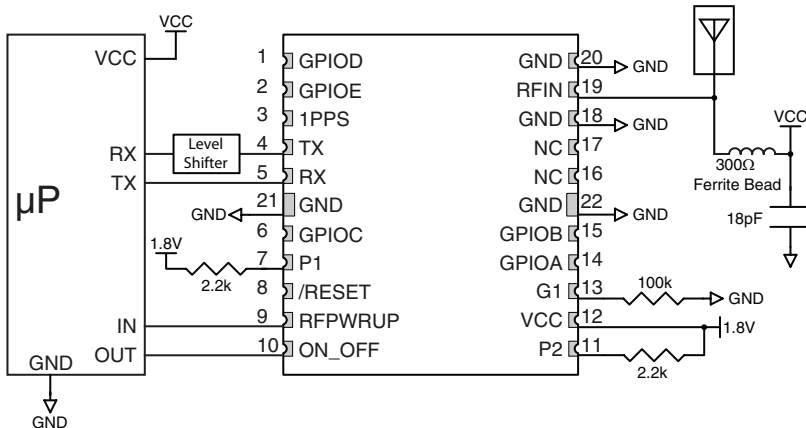 VCC
VCC
µP
RX
TX
IN
OUT
GND
GND
Level
Shifter
1.8V
2.2k
GND
1 GPIOD
2 GPIOE
3 1PPS
4 TX
5 RX
21 GND
6 GPIOC
7 P1
8 /RESET
9 RFPWRUP
10 ON_OFF
GND 20
RFIN 19
GND 18
NC 17
NC 16
GND 22
GPIOB 15
GPIOA 14
G1 13
VCC 12
P2 11
GND
GND
GND
100k
GND
1.8V
2.2k
VCC
300Ω
Ferrite Bead
18pF